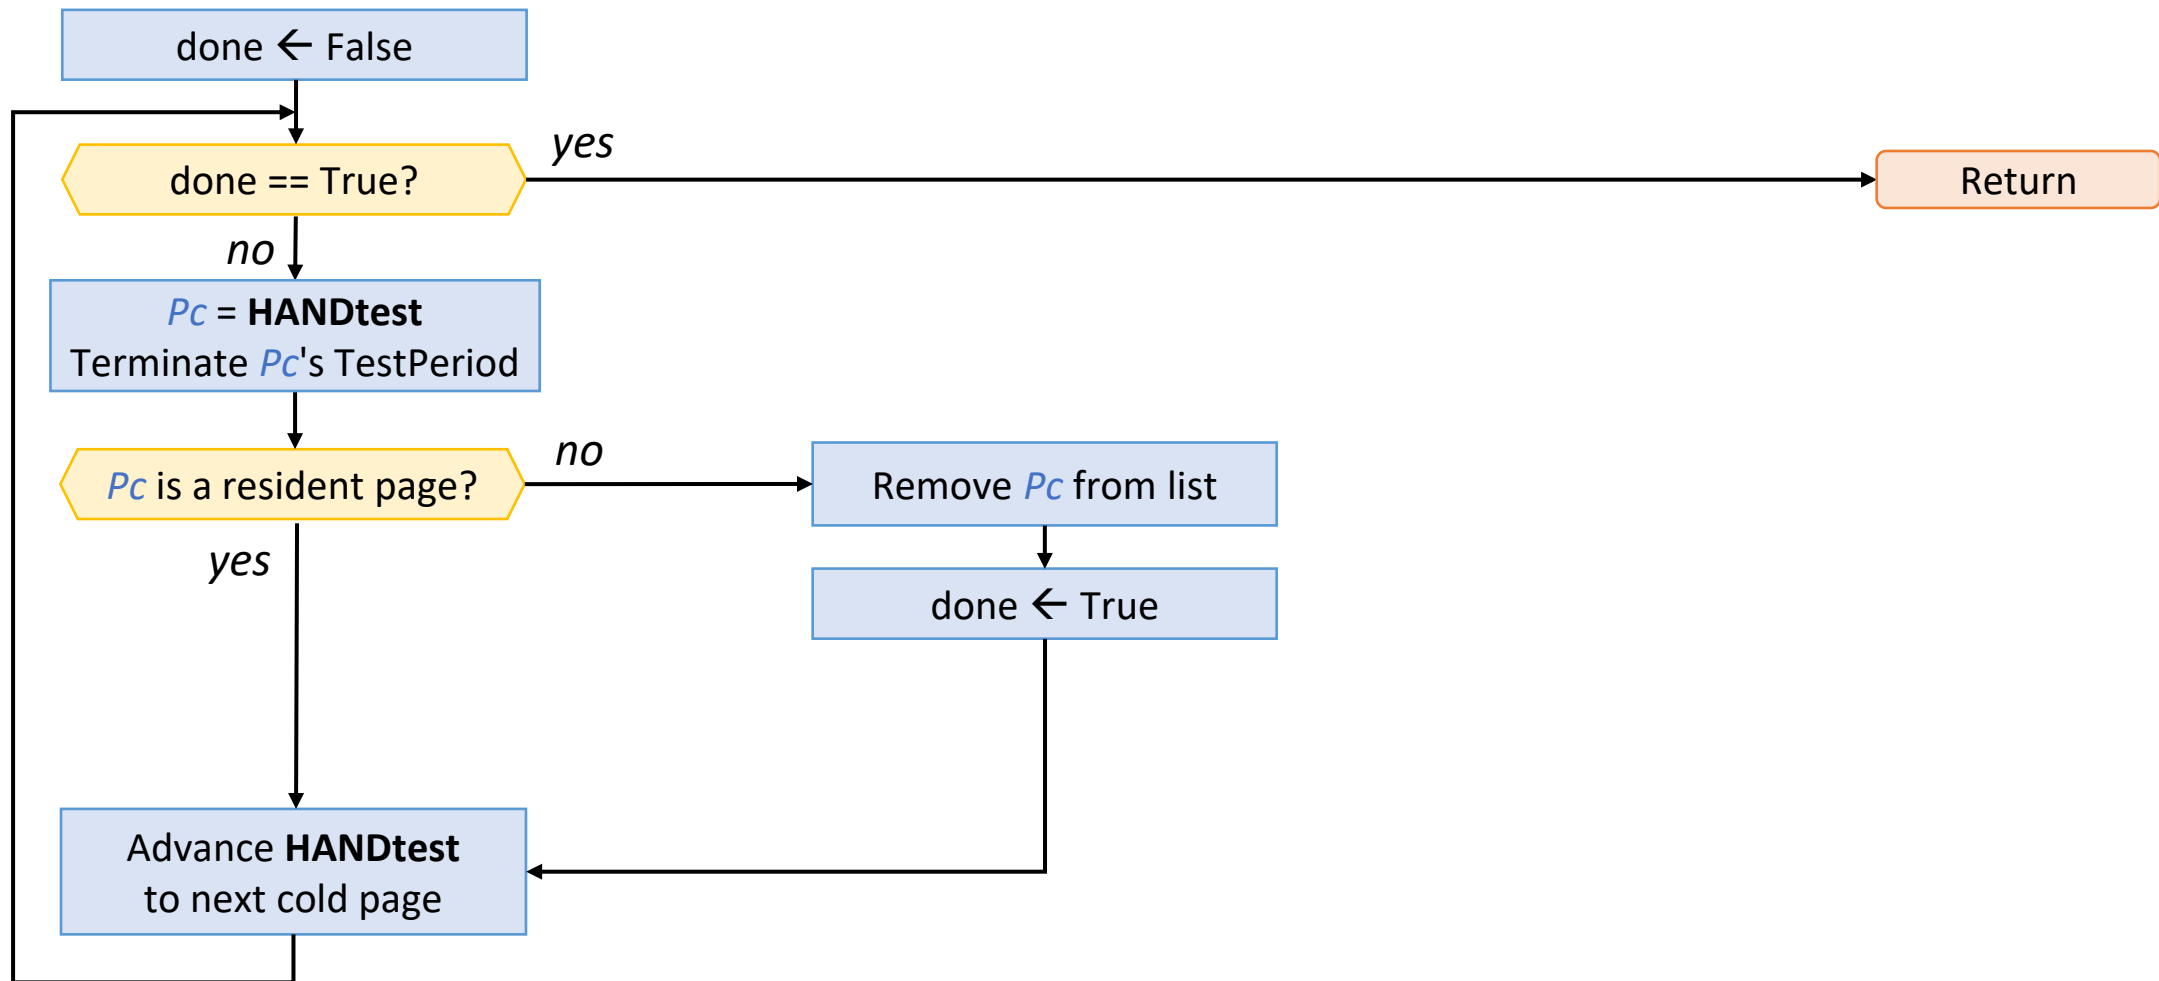 done ← False
done == True?
yes
Return
no
Pc = HANDtest
Terminate Pc's TestPeriod
Pc is a resident page?
no
Remove Pc from list
yes
done ← True
Advance HANDtest
to next cold page